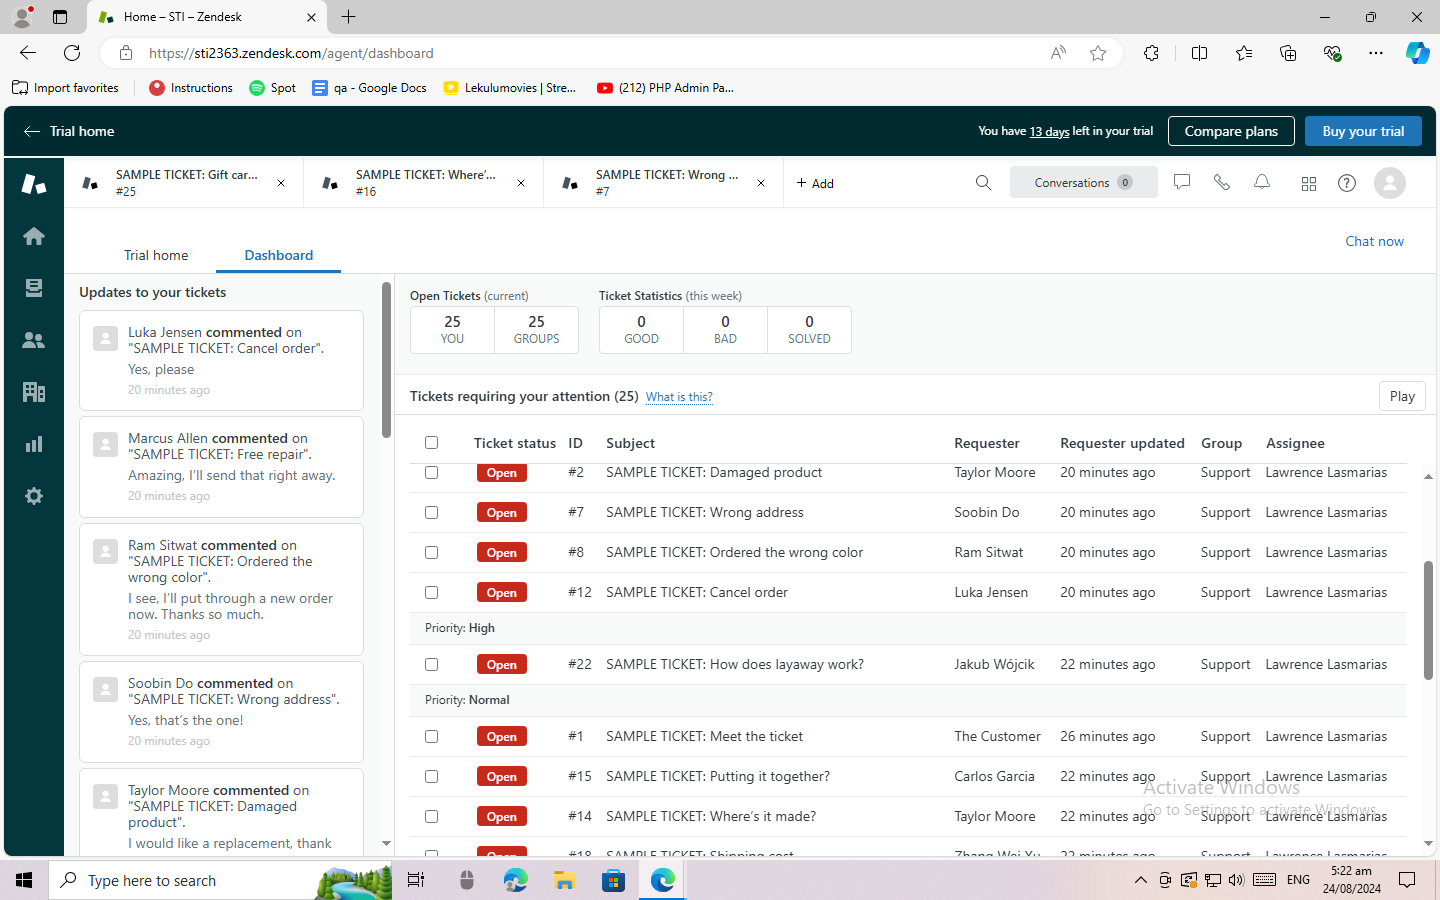 Home – STI – Zendesk
https://sti2363.zendesk.com/agent/dashboard
Import favorites
Instructions
Spot
qa - Google Docs
Lekulumovies | Stre...
(212) PHP Admin Pa...
Trial home
You have 13 days left in your trial
Compare plans
Buy your trial
SAMPLE TICKET: Gift car...
#25
SAMPLE TICKET: Where'...
#16
SAMPLE TICKET: Wrong ...
#7
+ Add
Conversations 0
Trial home
Dashboard
Chat now
Updates to your tickets
Luka Jensen commented on
"SAMPLE TICKET: Cancel order".
Yes, please
20 minutes ago
Marcus Allen commented on
"SAMPLE TICKET: Free repair".
Amazing, I'll send that right away.
20 minutes ago
Ram Sitwat commented on
"SAMPLE TICKET: Ordered the
wrong color".
I see, I'll put through a new order
now. Thanks so much.
20 minutes ago
Soobin Do commented on
"SAMPLE TICKET: Wrong address".
Yes, that's the one!
20 minutes ago
Taylor Moore commented on
"SAMPLE TICKET: Damaged
product".
I would like a replacement, thank
Open Tickets (current)
25
YOU
25
GROUPS
Ticket Statistics (this week)
0
GOOD
0
BAD
0
SOLVED
Tickets requiring your attention (25) What is this?
Play
Ticket status ID Subject Requester Requester updated Group Assignee
Open #2 SAMPLE TICKET: Damaged product Taylor Moore 20 minutes ago Support Lawrence Lasmarias
Open #7 SAMPLE TICKET: Wrong address Soobin Do 20 minutes ago Support Lawrence Lasmarias
Open #8 SAMPLE TICKET: Ordered the wrong color Ram Sitwat 20 minutes ago Support Lawrence Lasmarias
Open #12 SAMPLE TICKET: Cancel order Luka Jensen 20 minutes ago Support Lawrence Lasmarias
Priority: High
Open #22 SAMPLE TICKET: How does layaway work? Jakub Wójcik 22 minutes ago Support Lawrence Lasmarias
Priority: Normal
Open #1 SAMPLE TICKET: Meet the ticket The Customer 26 minutes ago Support Lawrence Lasmarias
Open #15 SAMPLE TICKET: Putting it together? Carlos Garcia 22 minutes ago Support Lawrence Lasmarias
Open #14 SAMPLE TICKET: Where's it made? Taylor Moore 22 minutes ago Support Lawrence Lasmarias
Open #18 SAMPLE TICKET: Shipping cost Zhang Wei Yu 22 minutes ago Support Lawrence Lasmarias
Activate Windows
Go to Settings to activate Windows.
Type here to search
ENG
5:22 am
24/08/2024